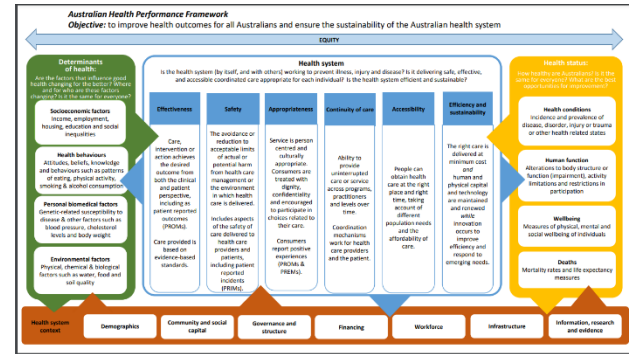 Australian Health Performance Framework
Objective: to improve health outcomes for all Australians and ensure the sustainability of the Australian health system
EQUITY
Determinants
of health:
Are the factors that influence good
health changing for the better? Where
and for who are these factors
changing? Is it the same for everyone?
Socioeconomic factors
Income, employment,
housing, education and social
inequalities
Health behaviours
Attitudes, beliefs, knowledge
and behaviours such as patterns
of eating, physical activity,
smoking & alcohol consumption
Personal biomedical factors
Genetic-related susceptibility to
disease & other factors such as
blood pressure, cholesterol
levels and body weight
Environmental factors
Physical, chemical & biological
factors such as water, food and
soil quality
Health system
Is the health system (by itself, and with others) working to prevent illness, injury and disease? Is it delivering safe, effective,
and accessible coordinated care appropriate for each individual? Is the health system efficient and sustainable?
Effectiveness
Care,
intervention or
action achieves
the desired
outcome from
both the clinical
and patient
perspective,
including as
patient reported
outcomes
(PROMs).
Care provided is
based on
evidence-based
standards.
Safety
The avoidance or
reduction to
acceptable limits
of actual or
potential harm
from health care
management or
the environment
in which health
care is delivered.
Includes aspects
of the safety of
care delivered to
health care
providers and
patients,
including patient
reported
incidents
(PRIMs).
Appropriateness
Service is person
centred and
culturally
appropriate.
Consumers are
treated with
dignity,
confidentiality and
encouraged to
participate in
choices related to
their care.
Consumers
report positive
experiences
(PROMs &
PREMs).
Continuity of care
Ability to
provide
uninterrupted
care or service
across programs,
practitioners
and levels over
time.
Coordination
mechanisms
work for health
care providers
and the patient.
Accessibility
People can
obtain health
care at the right
place and right
time, taking
account of
different
population needs
and the
affordability of
care.
Efficiency and
sustainability
The right care is
delivered at
minimum cost
and human and
physical capital
and technology
are maintained
and renewed
while
innovation
occurs to
improve
efficiency and
respond to
emerging needs.
Health status:
How healthy are Australians? Is it the
same for everyone? What are the best
opportunities for improvement?
Health conditions
Incidence and prevalence of
disease, disorder, injury or trauma
or other health related states
Human function
Alterations to body structure or
function (impairment), activity
limitations and restrictions in
participation
Wellbeing
Measures of physical, mental
and social wellbeing of individuals
Deaths
Mortality rates and life expectancy
measures
Health system
context
Demographics
Community and social
capital
Governance and
structure
Financing
Workforce
Infrastructure
Information, research
and evidence